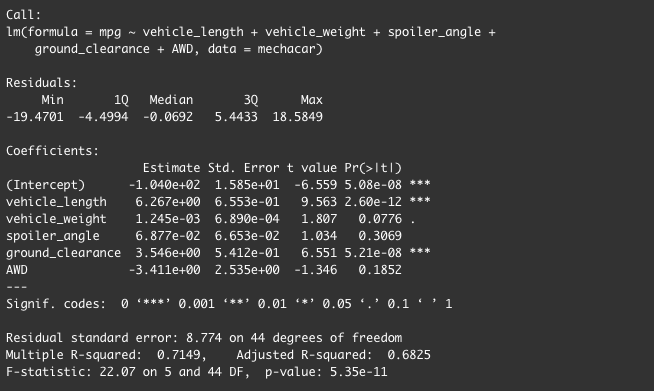 Call:
lm(formula = mpg ~ vehicle_length + vehicle_weight + spoiler_angle +
    ground_clearance + AWD, data = mechacar)

Residuals:
     Min       1Q   Median       3Q      Max
-19.4701  -4.4994  -0.0692   5.4433  18.5849

Coefficients:
                   Estimate Std. Error t value Pr(>|t|)
(Intercept)      -1.040e+02  1.585e+01  -6.559 5.08e-08 ***
vehicle_length    6.267e+00  6.553e-01   9.563 2.60e-12 ***
vehicle_weight    1.245e-03  6.890e-04   1.807   0.0776 .
spoiler_angle     6.877e-02  6.653e-02   1.034   0.3069
ground_clearance  3.546e+00  5.412e-01   6.551 5.21e-08 ***
AWD              -3.411e+00  2.535e+00  -1.346   0.1852
---
Signif. codes:  0 ‘***’ 0.001 ‘**’ 0.01 ‘*’ 0.05 ‘.’ 0.1 ‘ ’ 1

Residual standard error: 8.774 on 44 degrees of freedom
Multiple R-squared:  0.7149,    Adjusted R-squared:  0.6825
F-statistic: 22.07 on 5 and 44 DF,  p-value: 5.35e-11